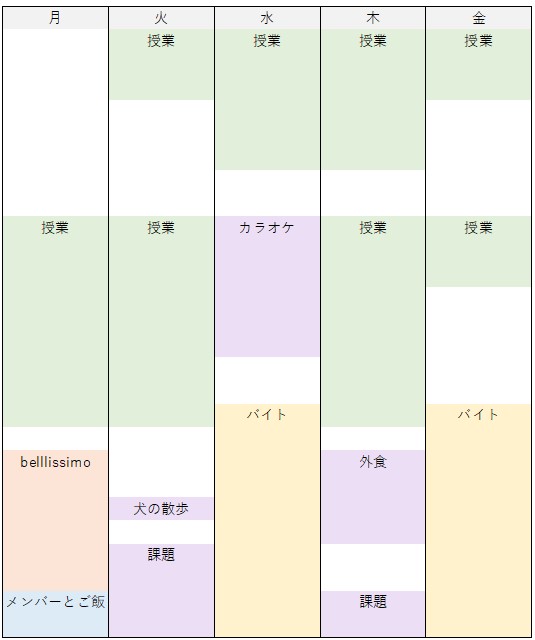 月 火 水 木 金
授業 授業 授業 授業
授業 授業 カラオケ 授業 授業
バイト バイト
belllissimo 外食
犬の散歩
課題
メンバーとご飯 課題